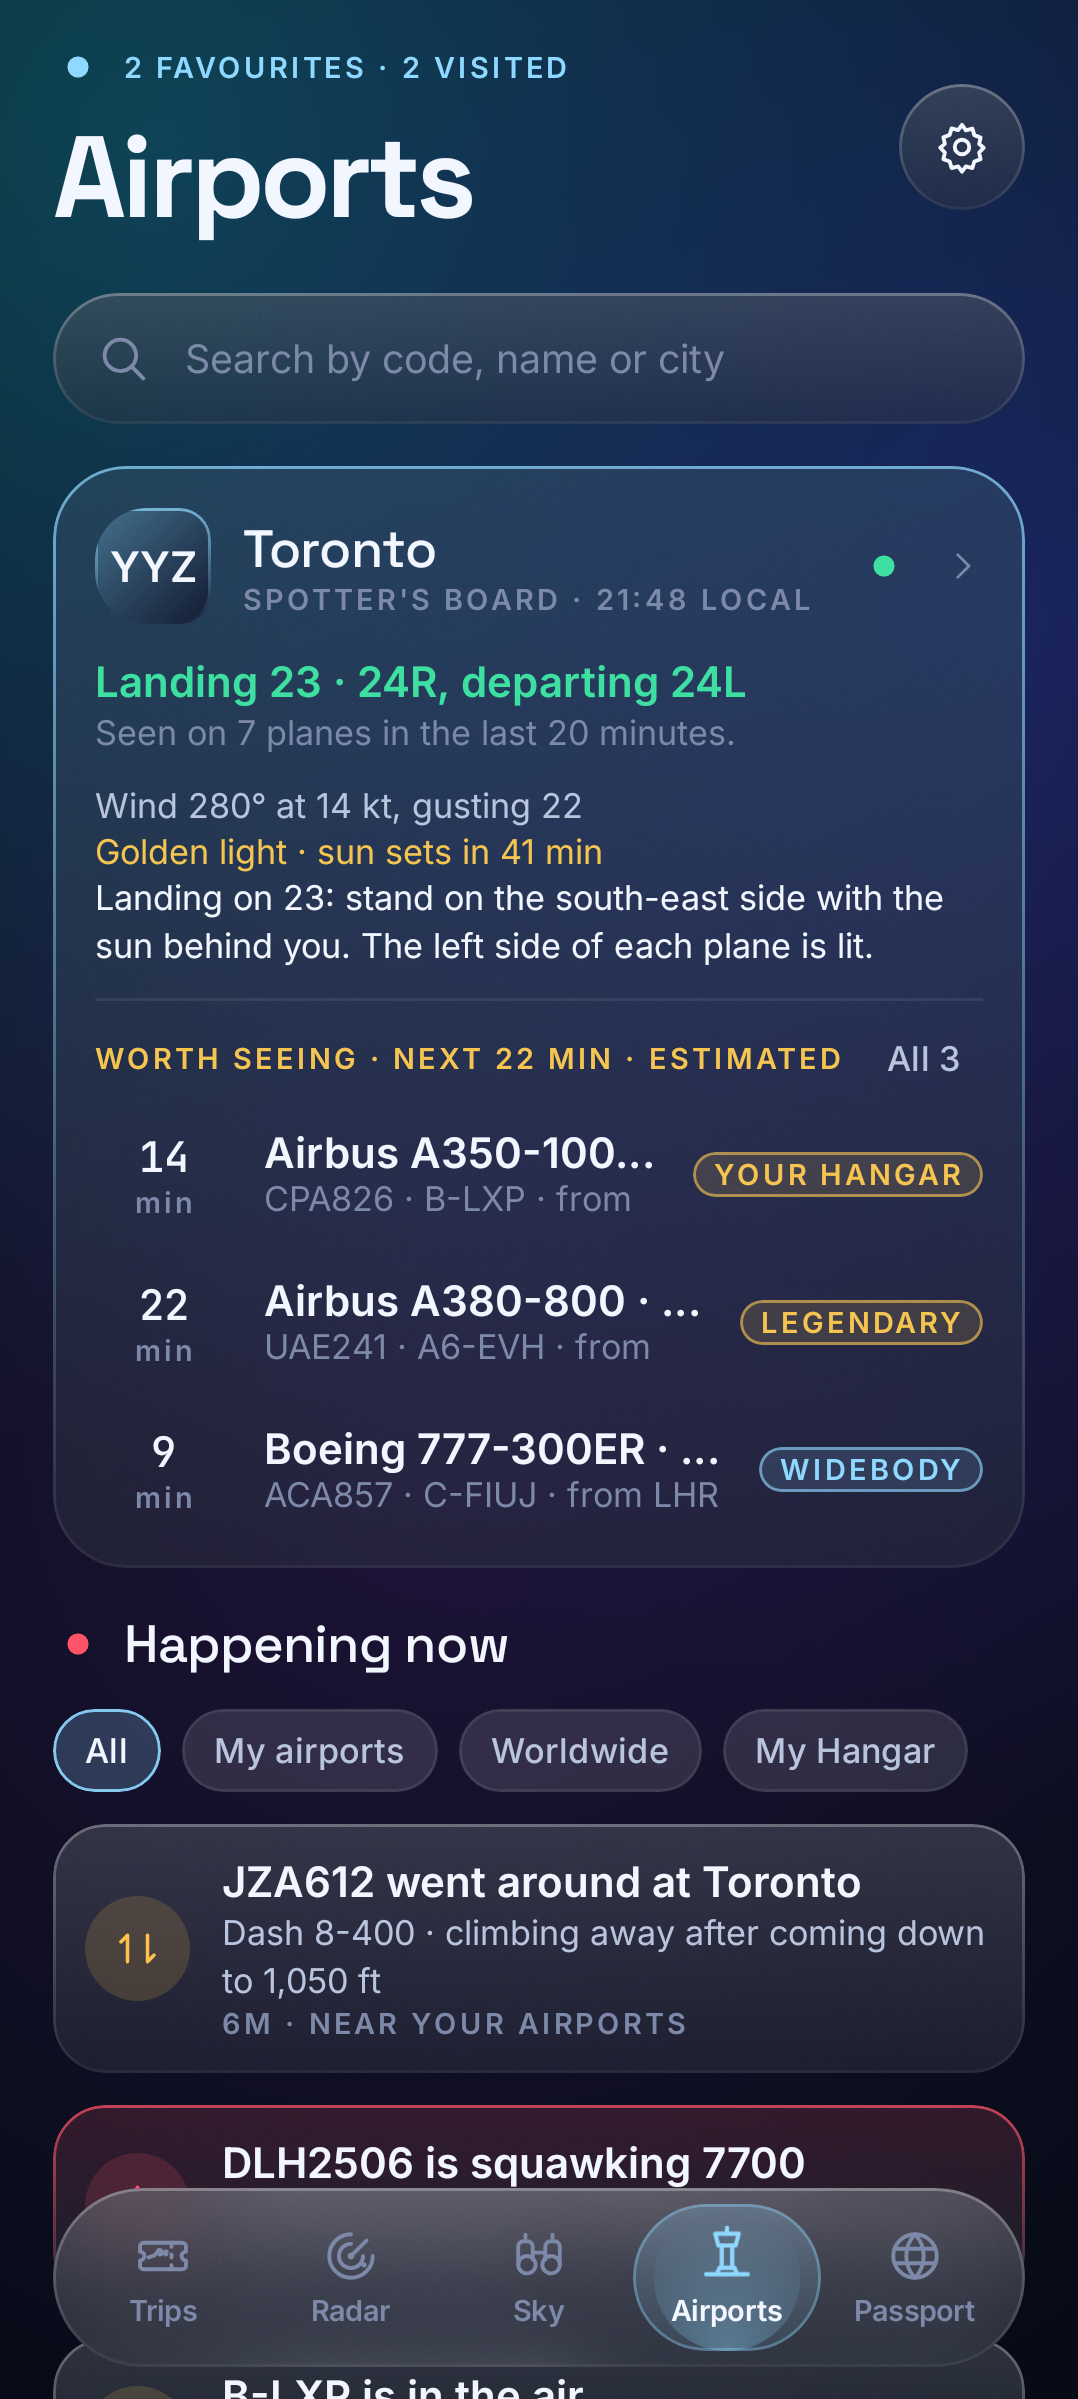 2 FAVOURITES · 2 VISITED
Airports
Search by code, name or city
YYZ
Toronto
SPOTTER'S BOARD · 21:48 LOCAL
Landing 23 · 24R, departing 24L
Seen on 7 planes in the last 20 minutes.
Wind 280° at 14 kt, gusting 22
Golden light · sun sets in 41 min
Landing on 23: stand on the south-east side with the
sun behind you. The left side of each plane is lit.
WORTH SEEING · NEXT 22 MIN · ESTIMATED
All 3
14
min
Airbus A350-100...
CPA826 · B-LXP · from
YOUR HANGAR
22
min
Airbus A380-800 · ...
UAE241 · A6-EVH · from
LEGENDARY
9
min
Boeing 777-300ER · ...
ACA857 · C-FIUJ · from LHR
WIDEBODY
Happening now
All
My airports
Worldwide
My Hangar
JZA612 went around at Toronto
Dash 8-400 · climbing away after coming down
to 1,050 ft
6M · NEAR YOUR AIRPORTS
DLH2506 is squawking 7700
Trips
Radar
Sky
Airports
Passport
B-LXP is in the air